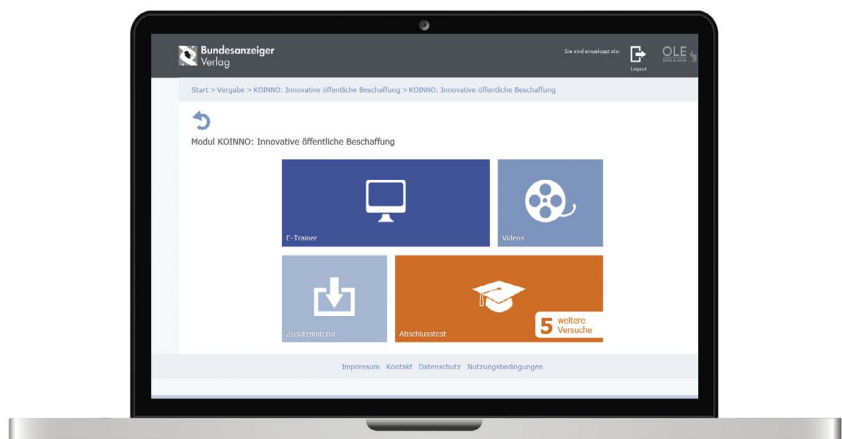 Bundesanzeiger
Verlag
Sie sind eingeloggt als:
Logout
OLE
Start > Vergabe > KOINNO: Innovative öffentliche Beschaffung > KOINNO: Innovative öffentliche Beschaffung
Modul KOINNO: Innovative öffentliche Beschaffung
E-Trainer
Videos
Zusatzmaterial
Abschlusstest
5 weitere
Versuche
Impressum Kontakt Datenschutz Nutzungsbedingungen